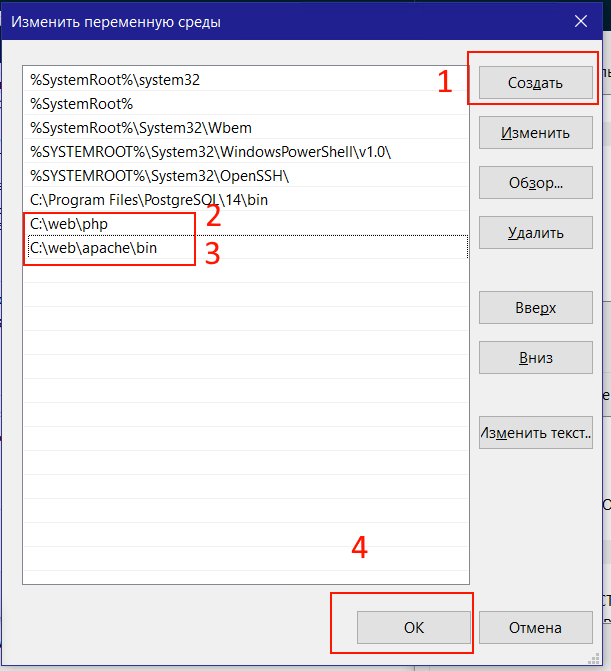 Изменить переменную среды
%SystemRoot%\system32
%SystemRoot%
%SystemRoot%\System32\Wbem
%SYSTEMROOT%\System32\WindowsPowerShell\v1.0\
%SYSTEMROOT%\System32\OpenSSH\
C:\Program Files\PostgreSQL\14\bin
C:\web\php
C:\web\apache\bin
1
2
3
4
Создать
Изменить
Обзор...
Удалить
Вверх
Вниз
Изменить текст..
ОК
Отмена